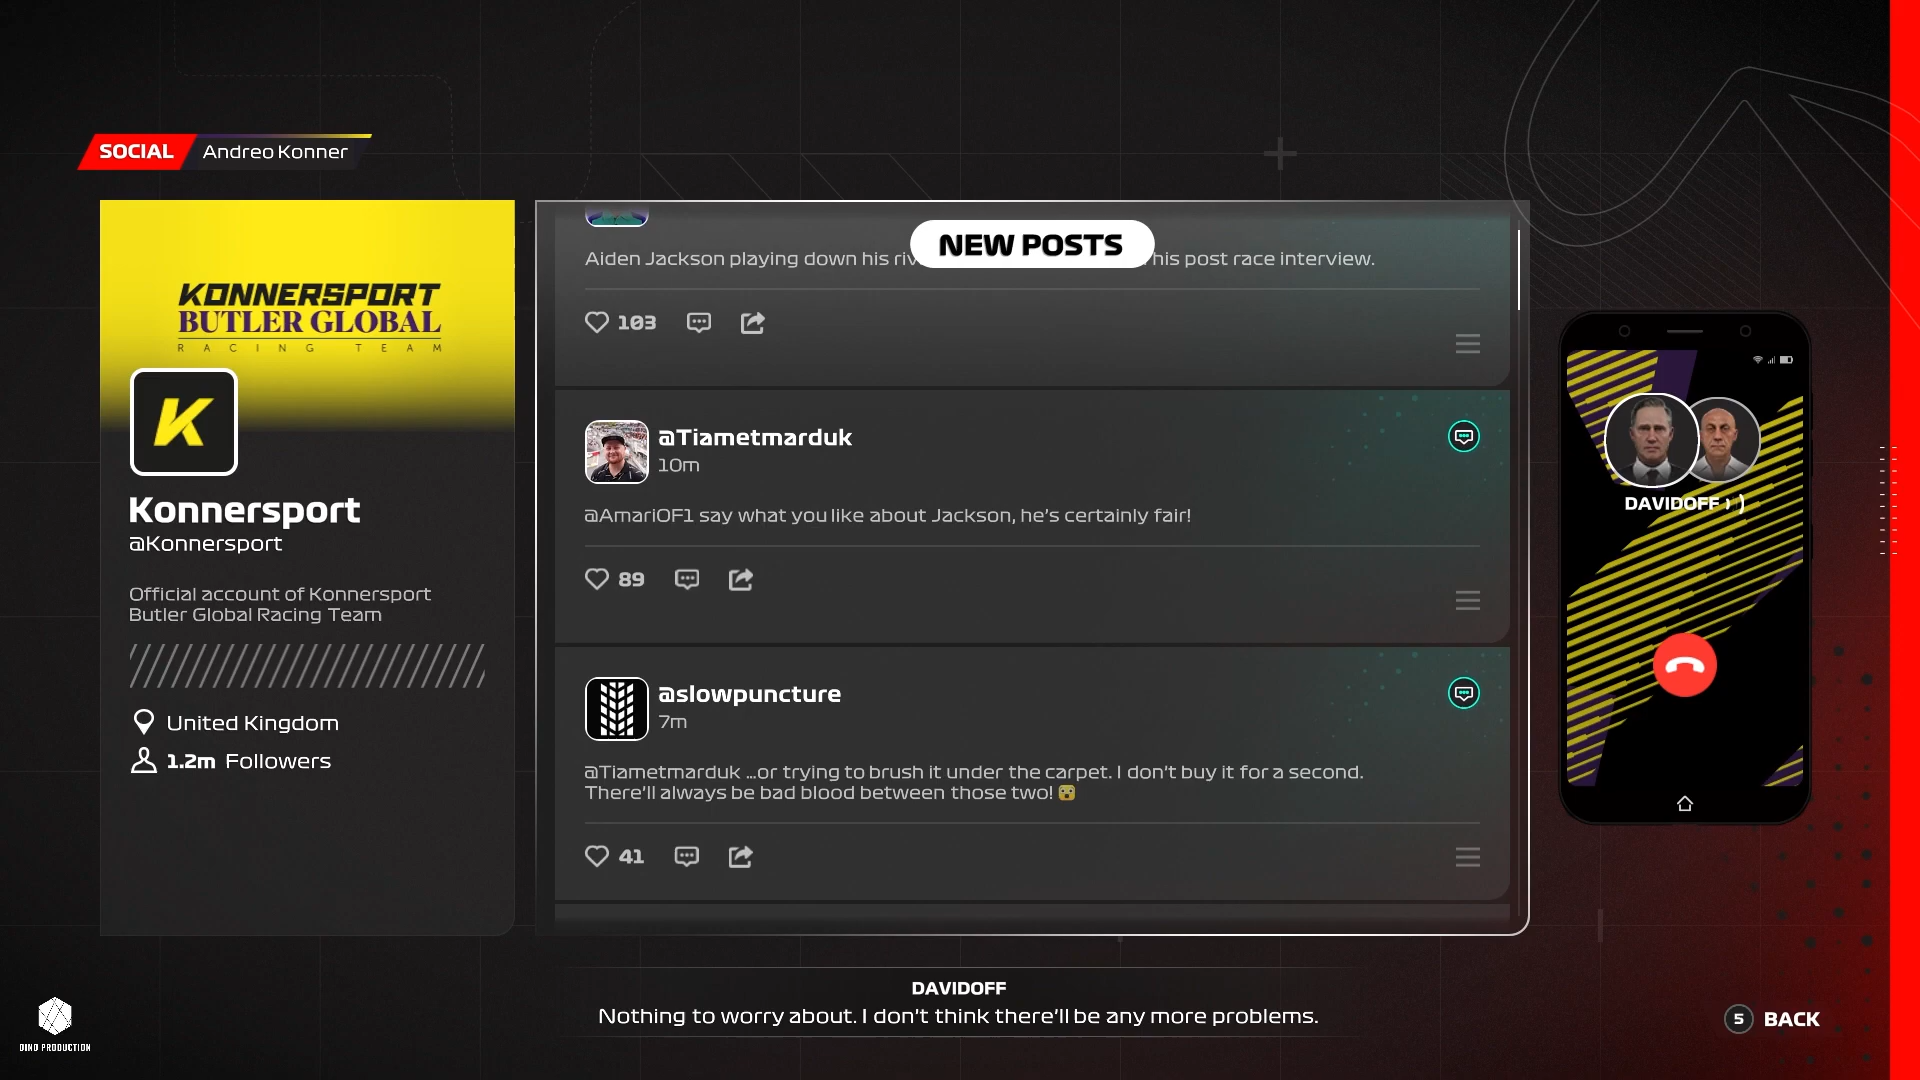 SOCIAL Andreo Konner
KONNERSPORT
BUTLER GLOBAL
RACING TEAM
K
Konnersport
@Konnersport
Official account of Konnersport
Butler Global Racing Team
United Kingdom
1.2m Followers
NEW POSTS
Aiden Jackson playing down his his post race interview.
103
@Tiametmarduk
10m
@AmariOF1 say what you like about Jackson, he's certainly fair!
89
@slowpuncture
7m
@Tiametmarduk ...or trying to brush it under the carpet. I don't buy it for a second.
There'll always be bad blood between those two! 😲
41
DAVIDOFF
DAVIDOFF
Nothing to worry about. I don't think there'll be any more problems.
5 BACK
DINO PRODUCTION